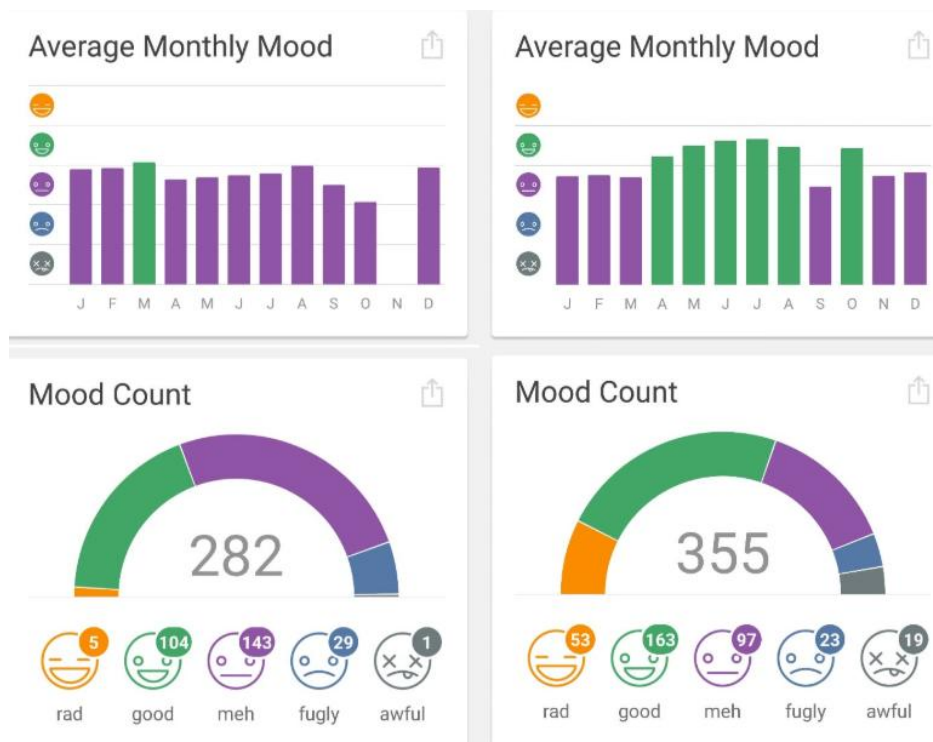 Average Monthly Mood
J F M A M J J A S O N D
Mood Count
282
5 104 143 29 1
rad good meh fugly awful
Average Monthly Mood
J F M A M J J A S O N D
Mood Count
355
53 163 97 23 19
rad good meh fugly awful